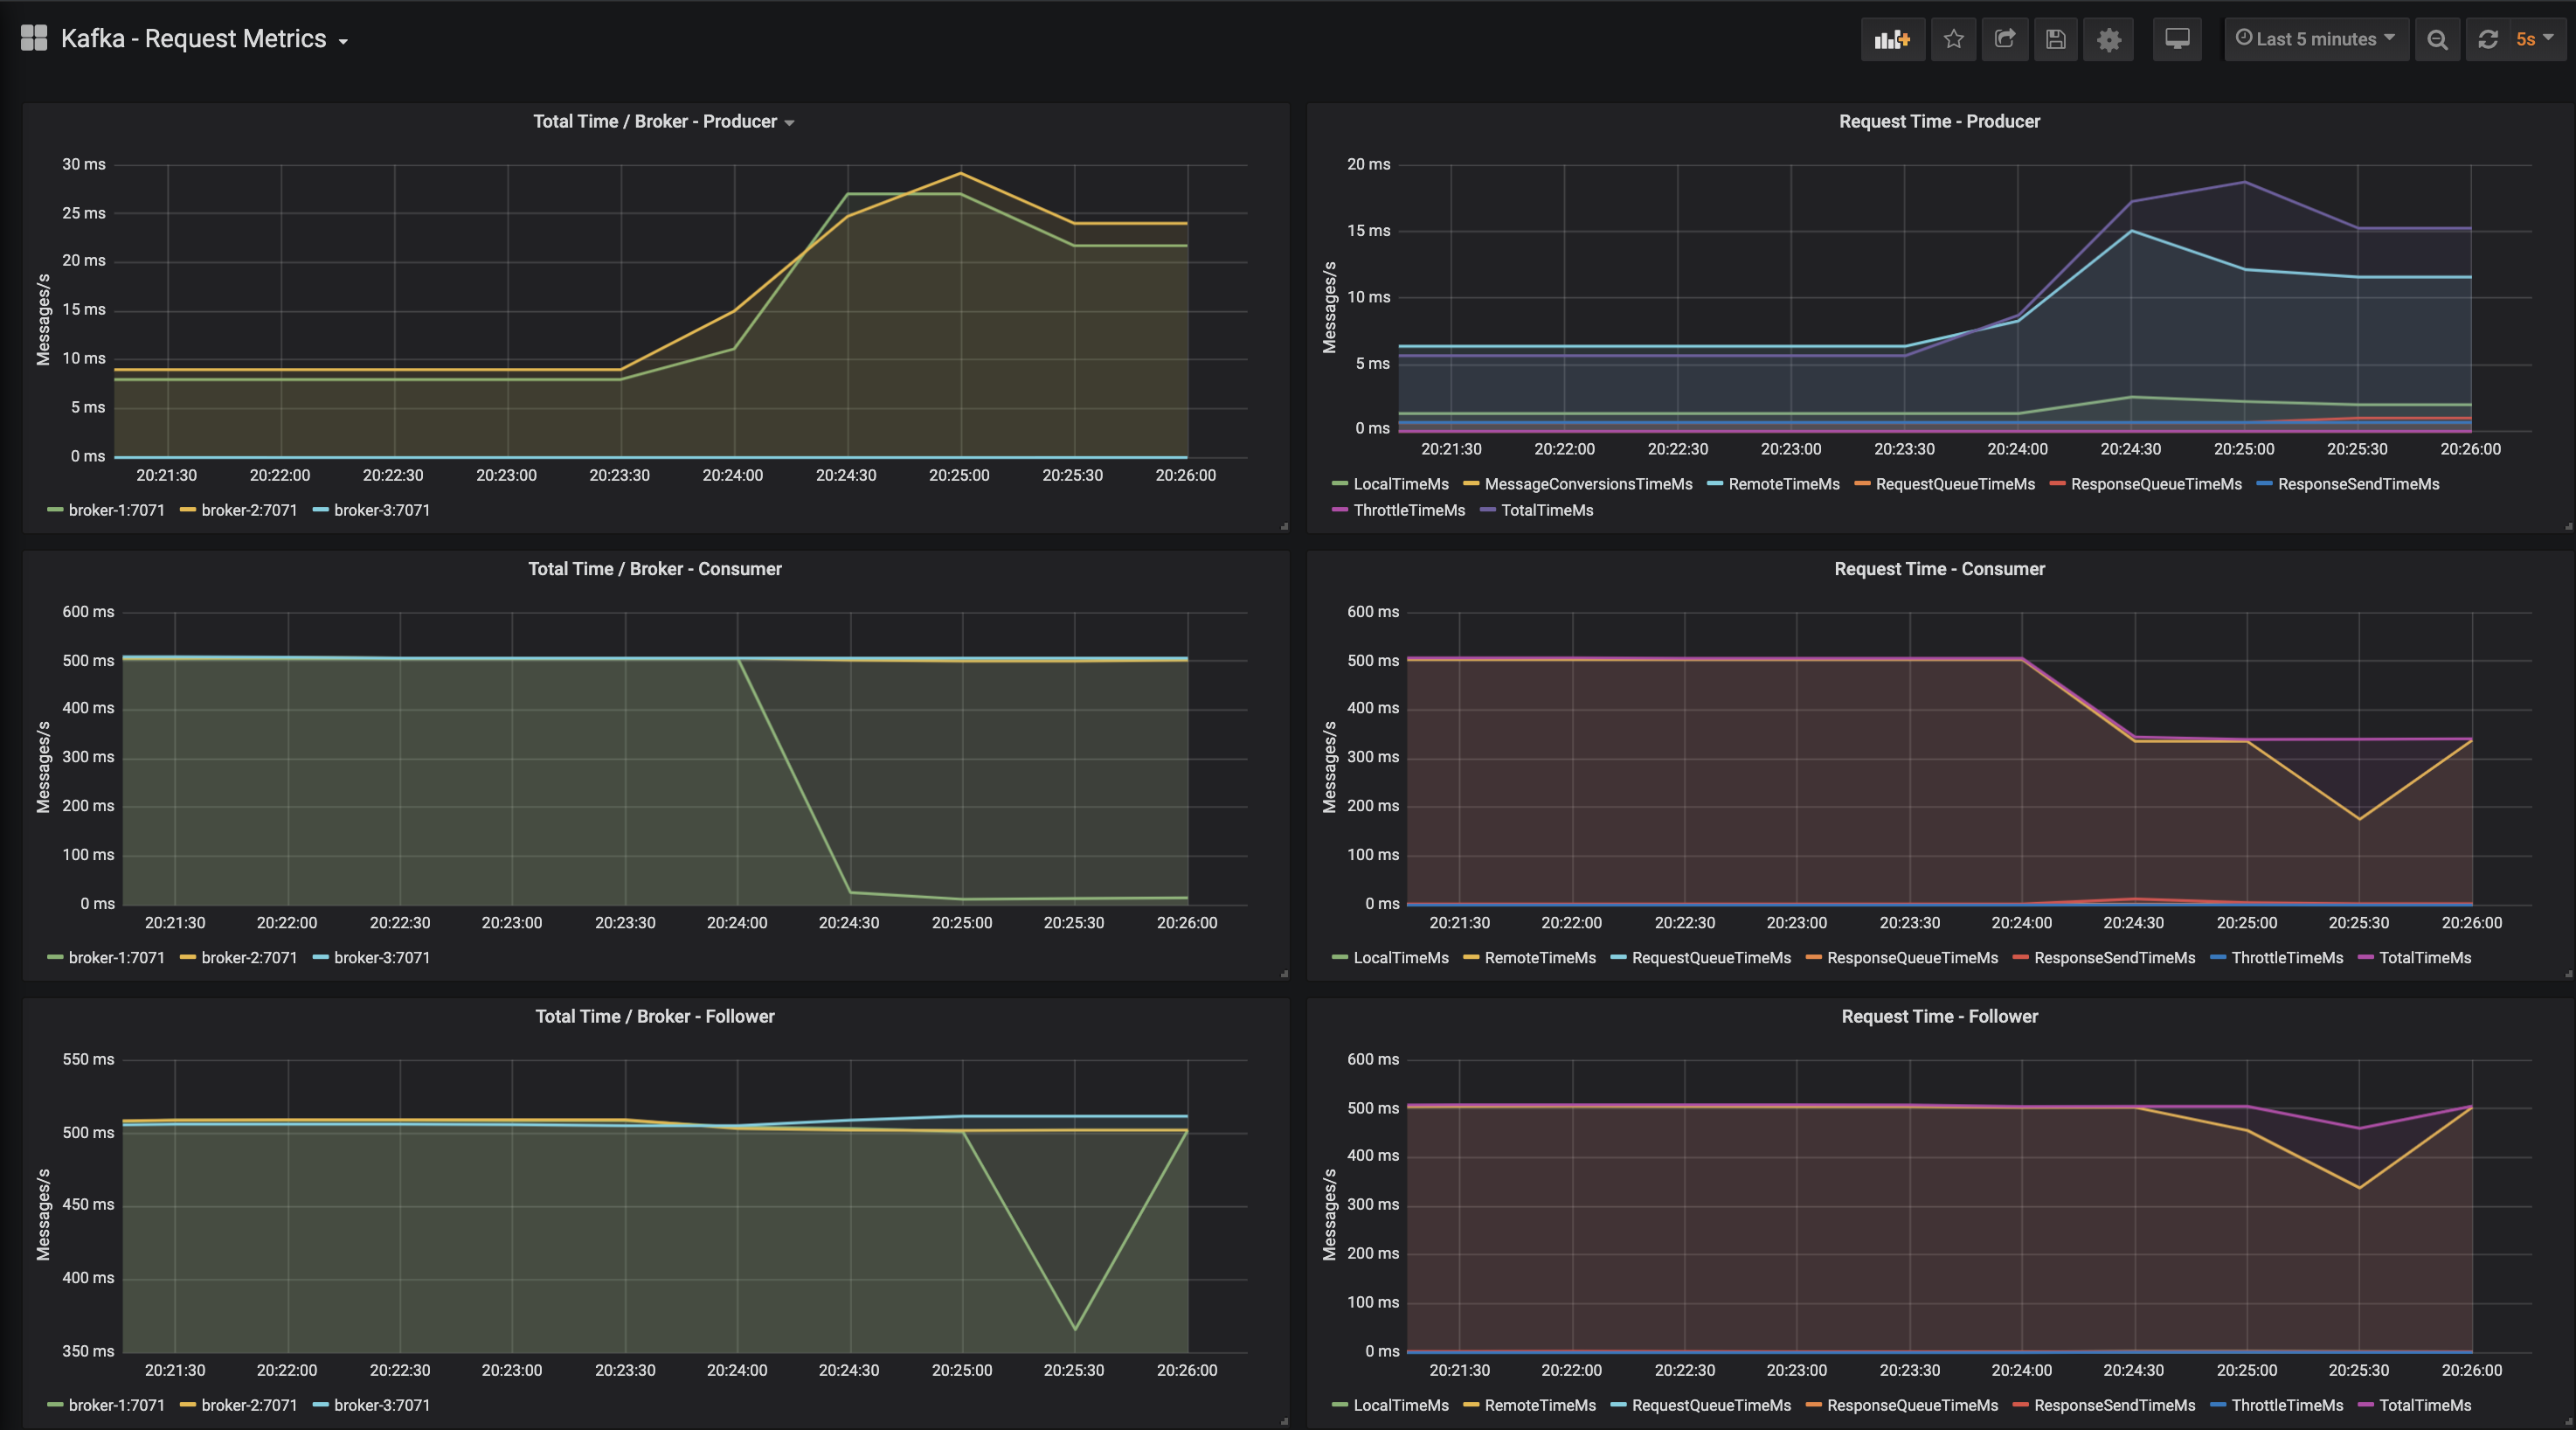 Kafka - Request Metrics
Last 5 minutes 5s
Total Time / Broker - Producer
Messages/s
30 ms
25 ms
20 ms
15 ms
10 ms
5 ms
0 ms
20:21:30 20:22:00 20:22:30 20:23:00 20:23:30 20:24:00 20:24:30 20:25:00 20:25:30 20:26:00
broker-1:7071 broker-2:7071 broker-3:7071
Request Time - Producer
Messages/s
20 ms
15 ms
10 ms
5 ms
0 ms
20:21:30 20:22:00 20:22:30 20:23:00 20:23:30 20:24:00 20:24:30 20:25:00 20:25:30 20:26:00
LocalTimeMs MessageConversionsTimeMs RemoteTimeMs RequestQueueTimeMs ResponseQueueTimeMs ResponseSendTimeMs
ThrottleTimeMs TotalTimeMs
Total Time / Broker - Consumer
Messages/s
600 ms
500 ms
400 ms
300 ms
200 ms
100 ms
0 ms
20:21:30 20:22:00 20:22:30 20:23:00 20:23:30 20:24:00 20:24:30 20:25:00 20:25:30 20:26:00
broker-1:7071 broker-2:7071 broker-3:7071
Request Time - Consumer
Messages/s
600 ms
500 ms
400 ms
300 ms
200 ms
100 ms
0 ms
20:21:30 20:22:00 20:22:30 20:23:00 20:23:30 20:24:00 20:24:30 20:25:00 20:25:30 20:26:00
LocalTimeMs RemoteTimeMs RequestQueueTimeMs ResponseQueueTimeMs ResponseSendTimeMs ThrottleTimeMs TotalTimeMs
Total Time / Broker - Follower
Messages/s
550 ms
500 ms
450 ms
400 ms
350 ms
20:21:30 20:22:00 20:22:30 20:23:00 20:23:30 20:24:00 20:24:30 20:25:00 20:25:30 20:26:00
broker-1:7071 broker-2:7071 broker-3:7071
Request Time - Follower
Messages/s
600 ms
500 ms
400 ms
300 ms
200 ms
100 ms
0 ms
20:21:30 20:22:00 20:22:30 20:23:00 20:23:30 20:24:00 20:24:30 20:25:00 20:25:30 20:26:00
LocalTimeMs RemoteTimeMs RequestQueueTimeMs ResponseQueueTimeMs ResponseSendTimeMs ThrottleTimeMs TotalTimeMs